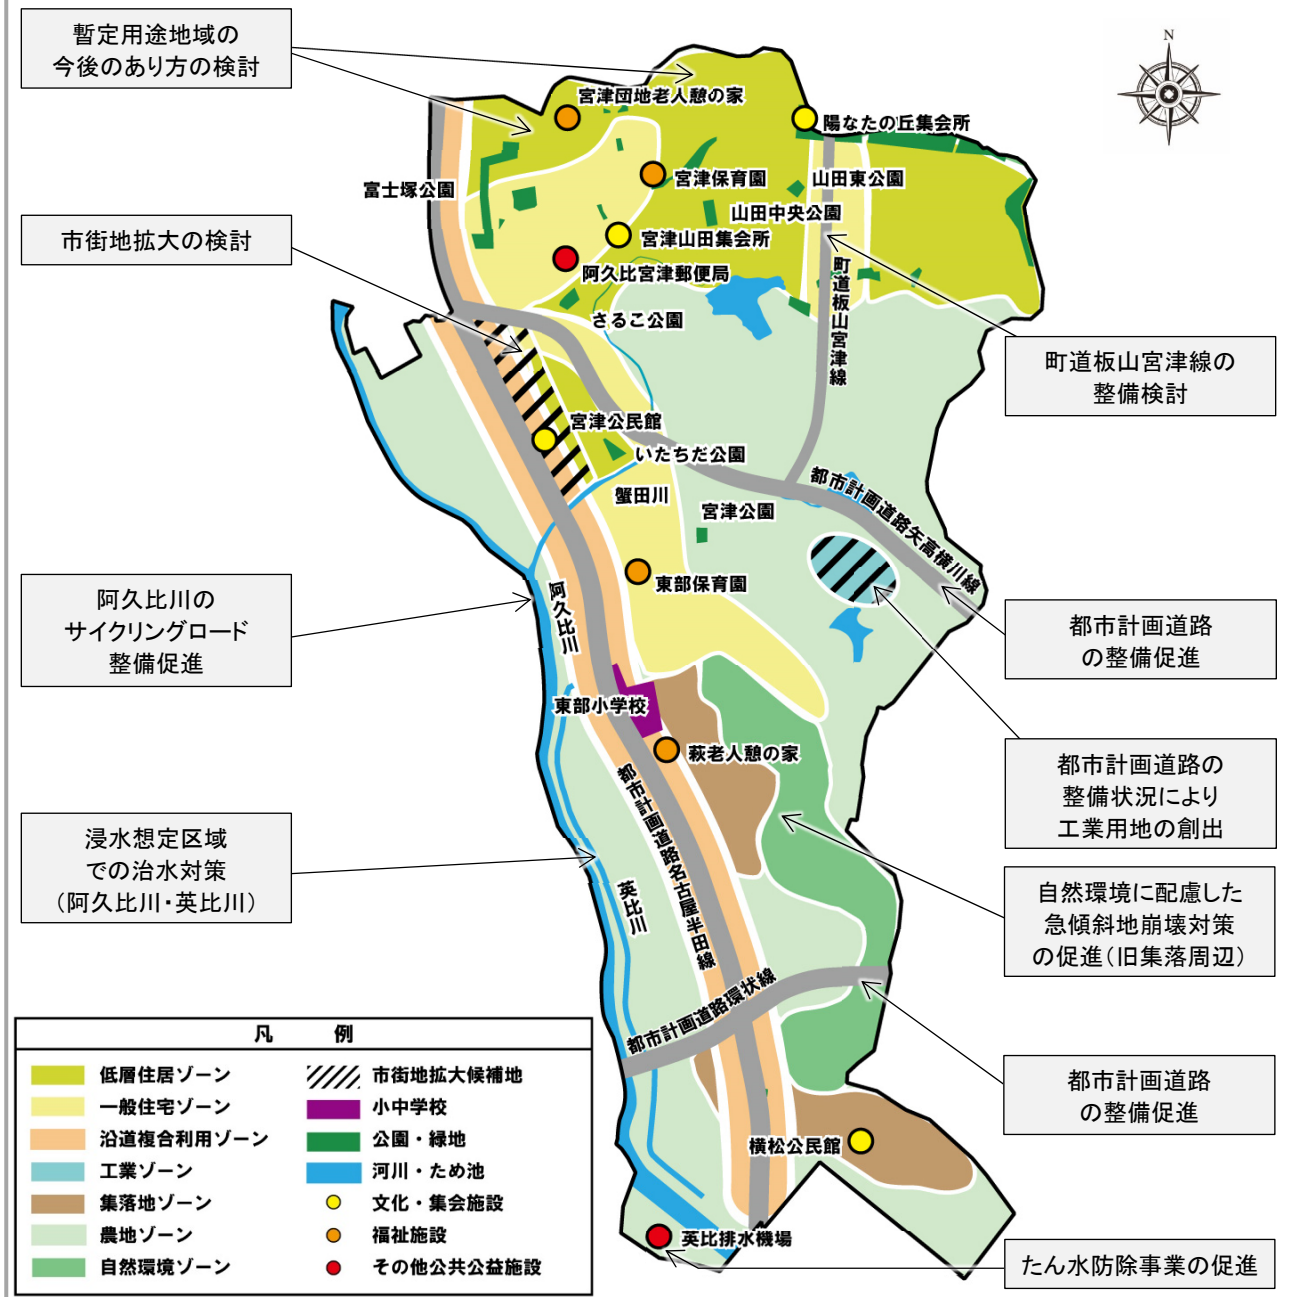 暫定用途地域の
今後のあり方の検討
市街地拡大の検討
阿久比川の
サイクリングロード
整備促進
浸水想定区域
での治水対策
（阿久比川・英比川）
N
宮津団地老人憩の家
陽なたの丘集会所
富士塚公園
宮津保育園
山田東公園
山田中央公園
宮津山田集会所
阿久比宮津郵便局
町道板山宮津線
さるこ公園
宮津公民館
いたちだ公園
蟹田川
宮津公園
都市計画道路矢高横川線
東部保育園
阿久比川
東部小学校
萩老人憩の家
都市計画道路名古屋半田線
英比川
都市計画道路環状線
横松公民館
英比排水機場
町道板山宮津線の
整備検討
都市計画道路
の整備促進
都市計画道路の
整備状況により
工業用地の創出
自然環境に配慮した
急傾斜地崩壊対策
の促進（旧集落周辺）
都市計画道路
の整備促進
たん水防除事業の促進
凡 例
低層住居ゾーン
一般住宅ゾーン
沿道複合利用ゾーン
工業ゾーン
集落地ゾーン
農地ゾーン
自然環境ゾーン
市街地拡大候補地
小中学校
公園・緑地
河川・ため池
文化・集会施設
福祉施設
その他公共公益施設